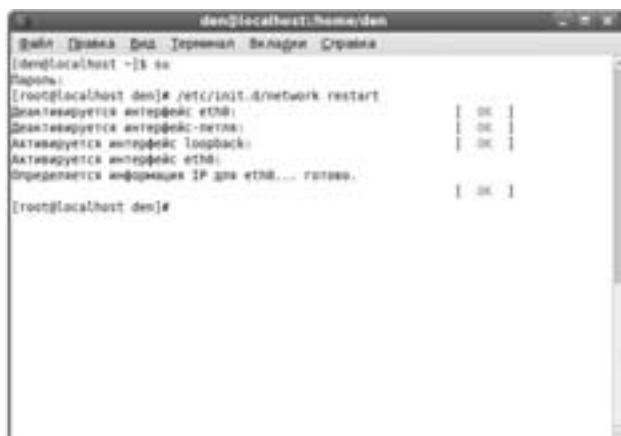 den@localhost:/home/den
Файл Правка Вид Терминал Вкладки Справка
[den@localhost ~]$ su
Пароль:
[root@localhost den]# /etc/init.d/network restart
Деактивируется интерфейс eth0: [ OK ]
Деактивируется интерфейс-петля: [ OK ]
Активируется интерфейс loopback: [ OK ]
Активируется интерфейс eth0:
Определяется информация IP для eth0... готово.
[ OK ]
[root@localhost den]#